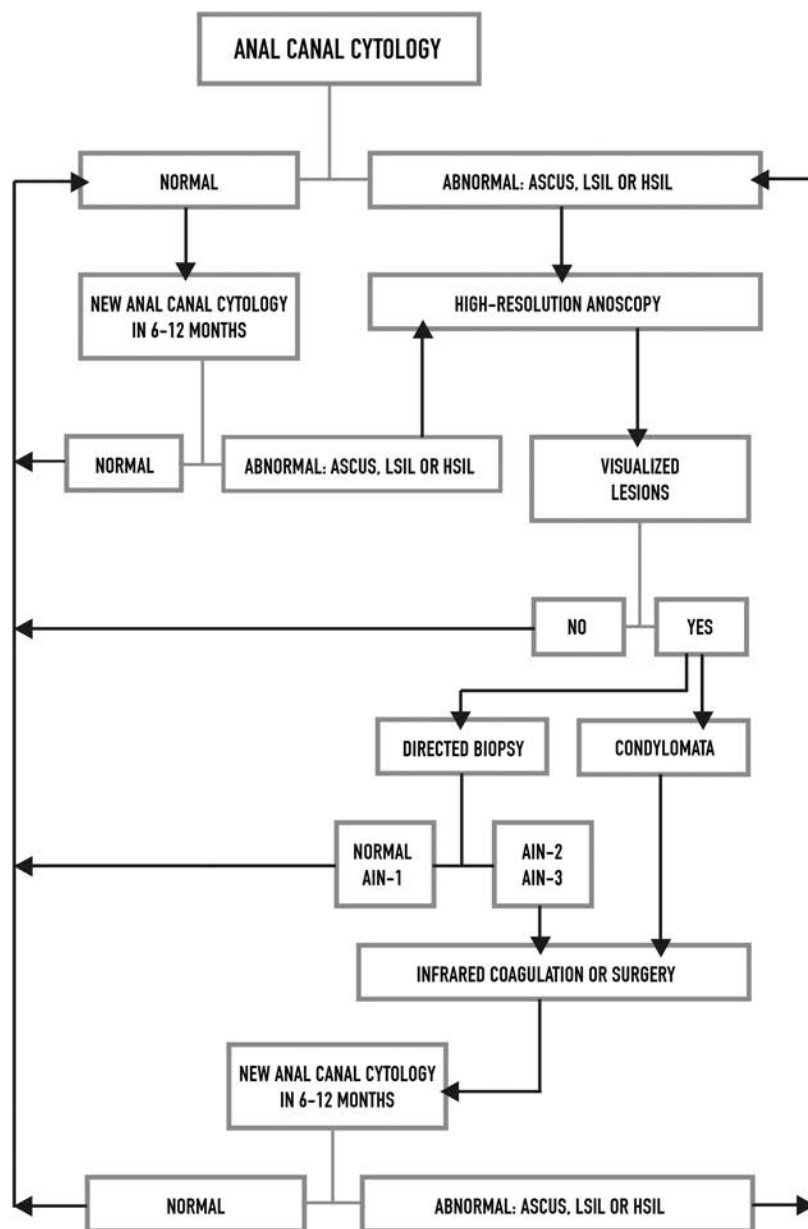 ANAL CANAL CYTOLOGY
NORMAL
ABNORMAL: ASCUS, LSIL OR HSIL
NEW ANAL CANAL CYTOLOGY
IN 6-12 MONTHS
HIGH-RESOLUTION ANOSCOPY
NORMAL
ABNORMAL: ASCUS, LSIL OR HSIL
VISUALIZED
LESIONS
NO
YES
DIRECTED BIOPSY
CONDYLOMATA
NORMAL
AIN-1
AIN-2
AIN-3
INFRARED COAGULATION OR SURGERY
NEW ANAL CANAL CYTOLOGY
IN 6-12 MONTHS
NORMAL
ABNORMAL: ASCUS, LSIL OR HSIL